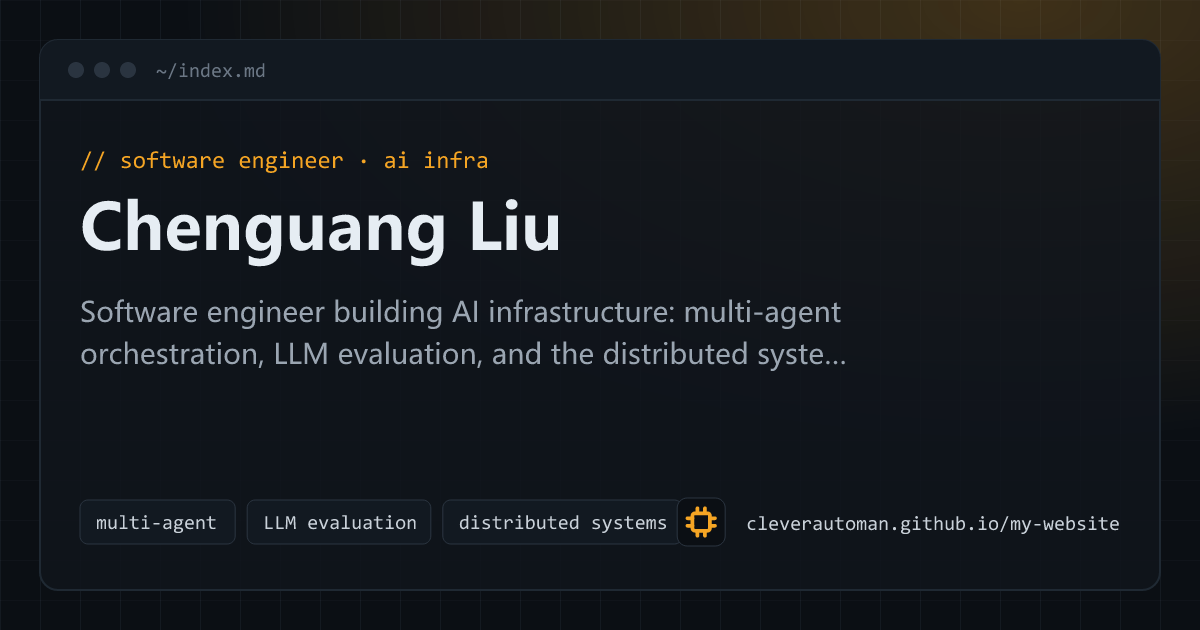 ~/index.md
// software engineer · ai infra
Chenguang Liu
Software engineer building AI infrastructure: multi-agent
orchestration, LLM evaluation, and the distributed syste...
multi-agent
LLM evaluation
distributed systems
cleverautoman.github.io/my-website